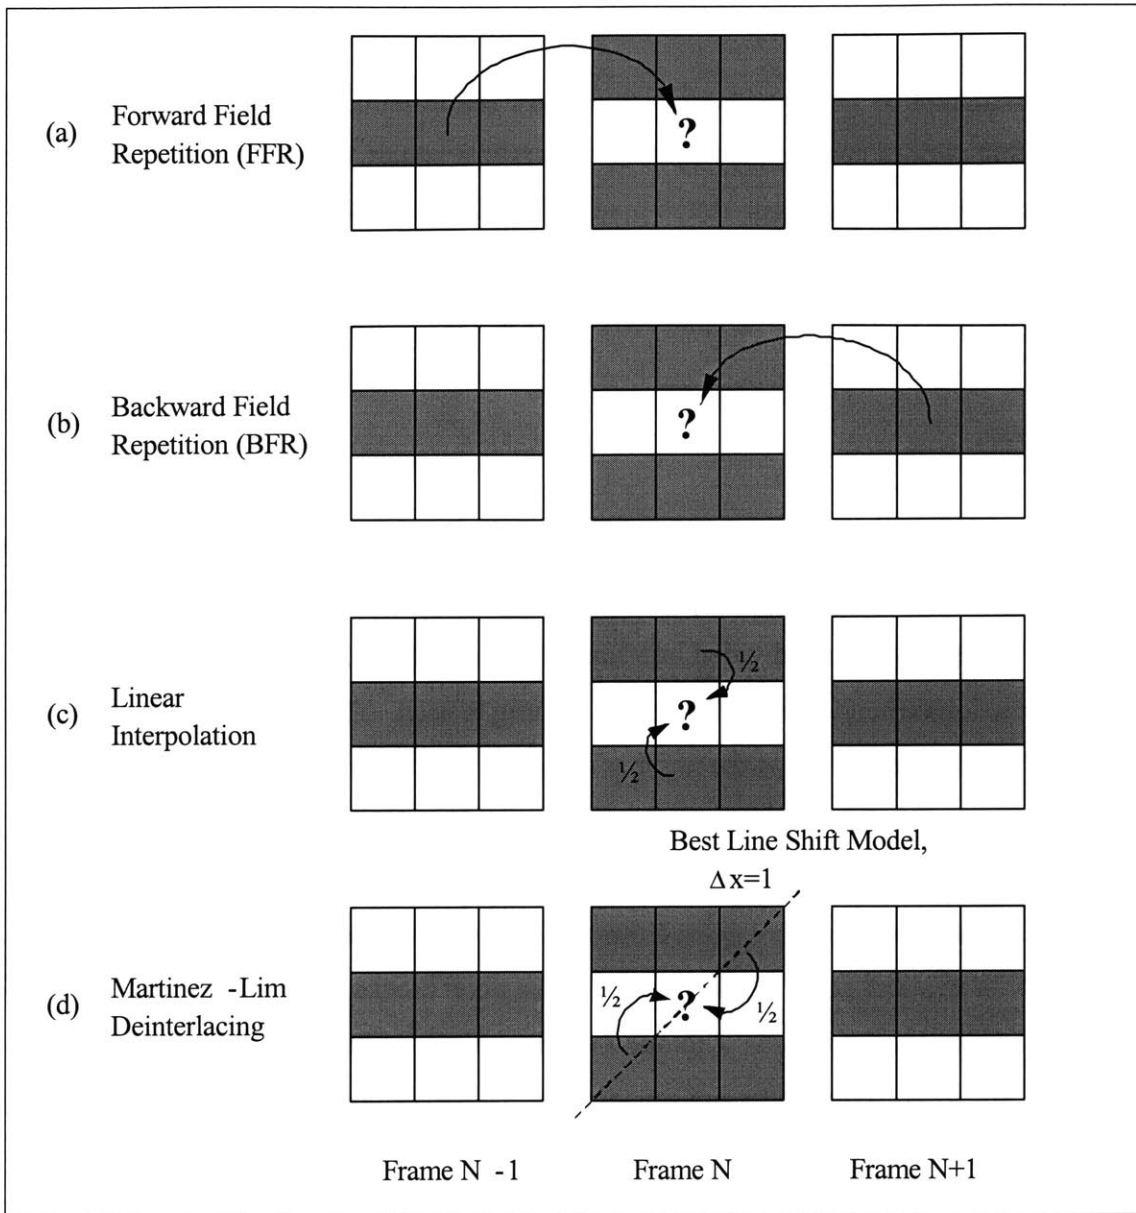 (a) Forward Field
Repetition (FFR)
?
(b) Backward Field
Repetition (BFR)
?
(c) Linear
Interpolation
½
?
½
Best Line Shift Model,
Δx=1
(d) Martinez -Lim
Deinterlacing
½
?
½
Frame N -1
Frame N
Frame N+1